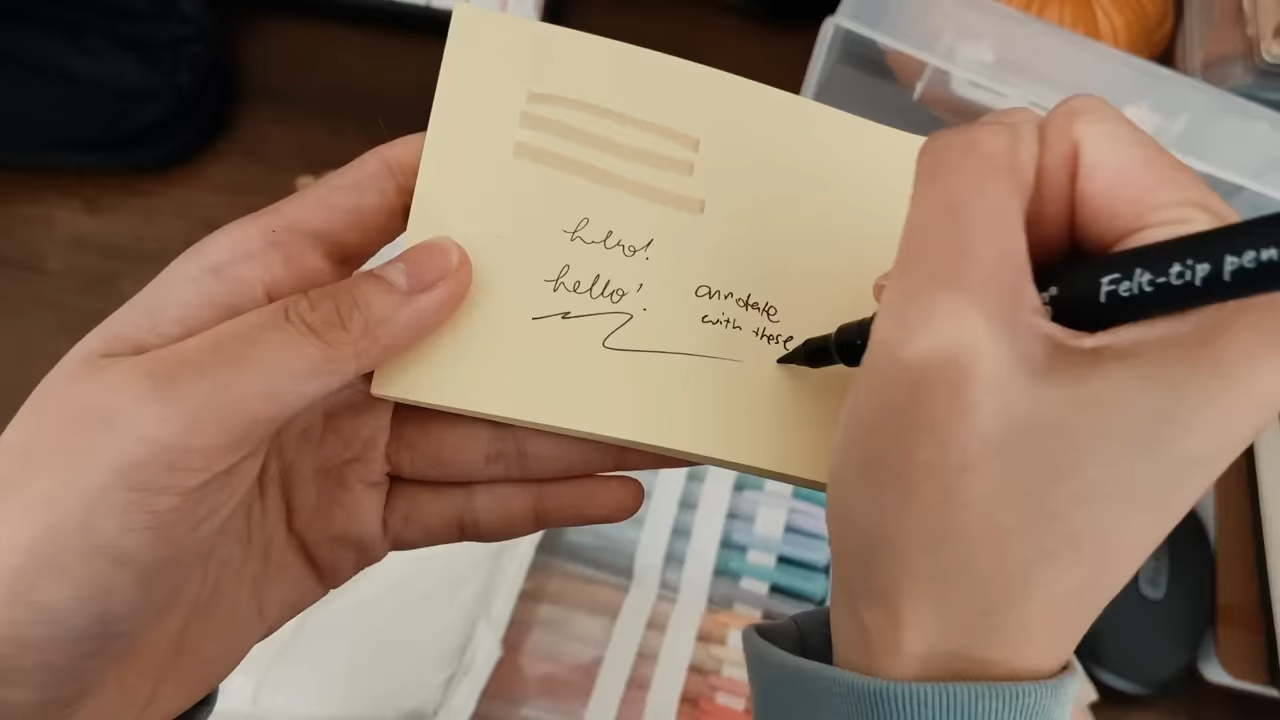 hello!
hello!
annotate
with these
Felt-tip pen